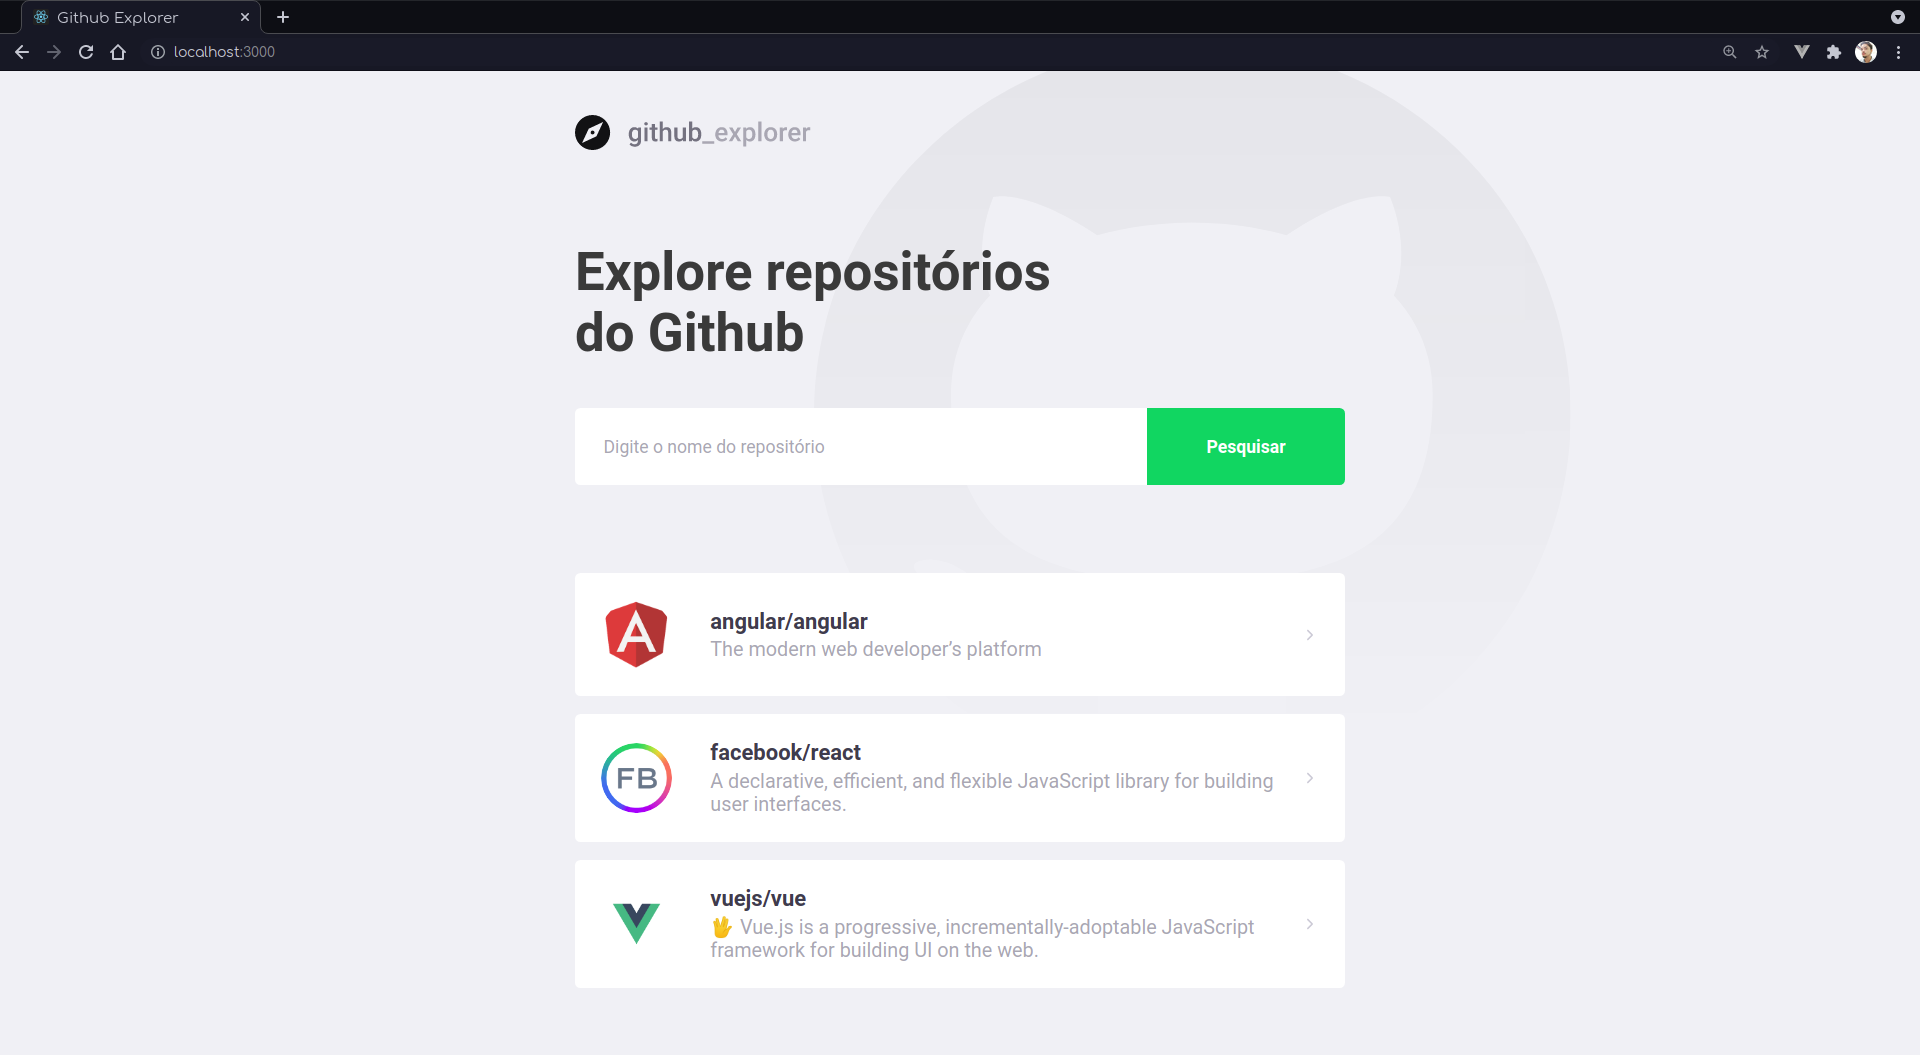 Github Explorer
localhost:3000
github_explorer
Explore repositórios
do Github
Digite o nome do repositório
Pesquisar
angular/angular
The modern web developer’s platform
facebook/react
FB
A declarative, efficient, and flexible JavaScript library for building
user interfaces.
vuejs/vue
🖖 Vue.js is a progressive, incrementally-adoptable JavaScript
framework for building UI on the web.